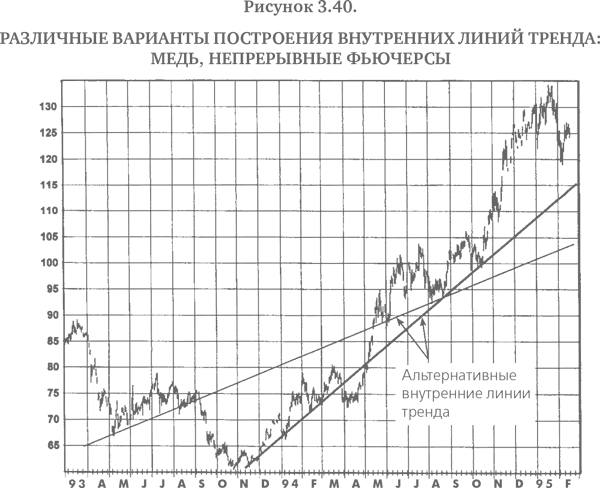 Рисунок 3.40.
РАЗЛИЧНЫЕ ВАРИАНТЫ ПОСТРОЕНИЯ ВНУТРЕННИХ ЛИНИЙ ТРЕНДА:
МЕДЬ, НЕПРЕРЫВНЫЕ ФЬЮЧЕРСЫ
130
125
120
115
110
105
100
95
90
85
80
75
70
65
Альтернативные
внутренние линии
тренда
93 A M J J A S O N D 94 F M A M J J A S O N D 95 F